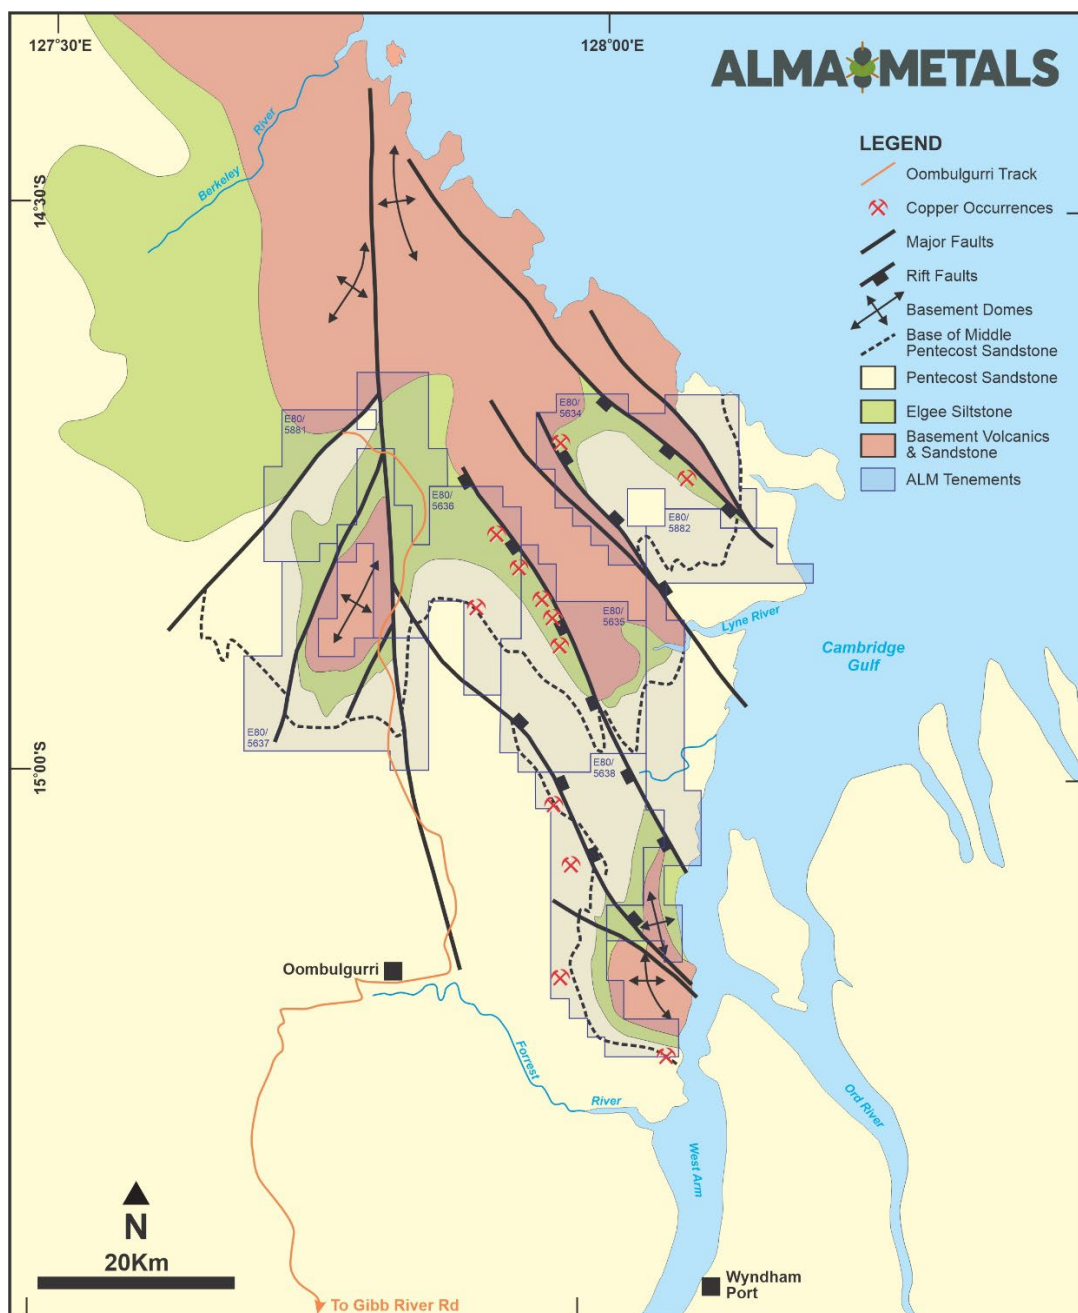 127°30'E
128°00'E
ALMA METALS
LEGEND
Oombulgurri Track
Copper Occurrences
Major Faults
Rift Faults
Basement Domes
Base of Middle
Pentecost Sandstone
Pentecost Sandstone
Elgee Siltstone
Basement Volcanics
& Sandstone
ALM Tenements
Berkeley
River
14°30'S
E80/
5881
E80/
5634
E80/
5636
E80/
5882
E80/
5635
Lyne River
Cambridge
Gulf
E80/
5637
E80/
5638
15°00'S
Oombulgurri
Forrest
River
Ord River
West Arm
N
20Km
Wyndham
Port
To Gibb River Rd